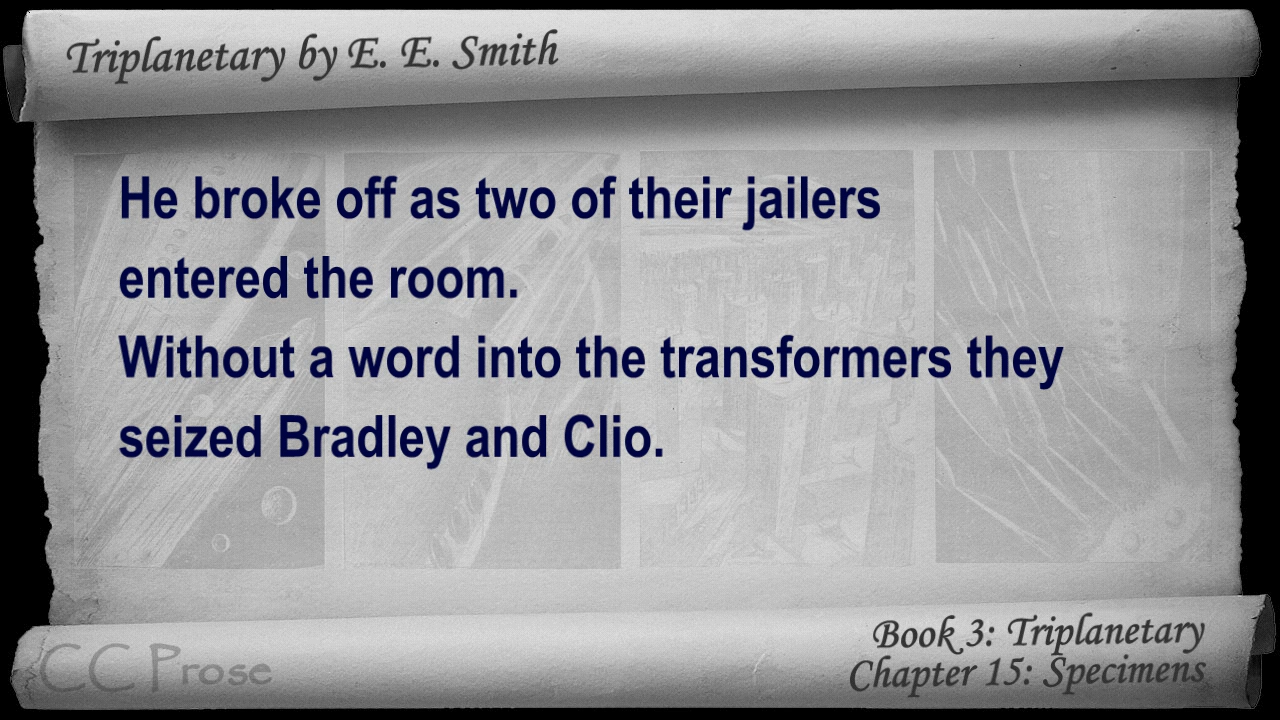 Triplanetary by E. E. Smith
He broke off as two of their jailers
entered the room.
Without a word into the transformers they
seized Bradley and Clio.
Book 3: Triplanetary
Chapter 15: Specimens
CC Prose